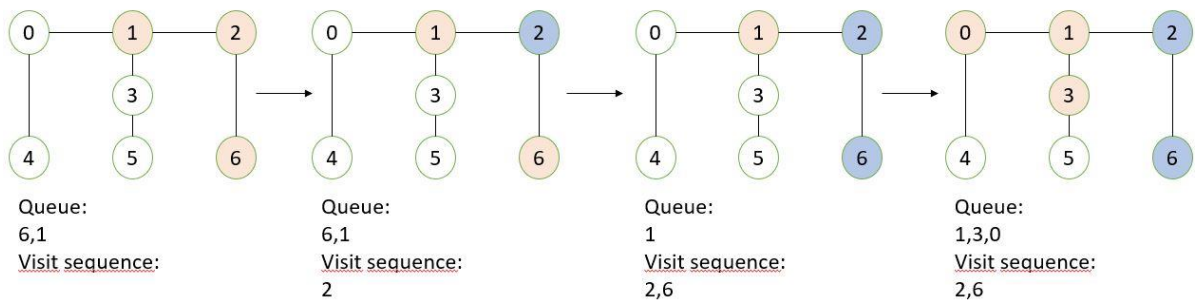 0 1 2 0 1 2 0 1 2 0 1 2
3 3 3 3
4 5 6 4 5 6 4 5 6 4 5 6
Queue: Queue: Queue: Queue:
6,1 6,1 1 1,3,0
Visit sequence: Visit sequence: Visit sequence: Visit sequence:
2 2,6 2,6